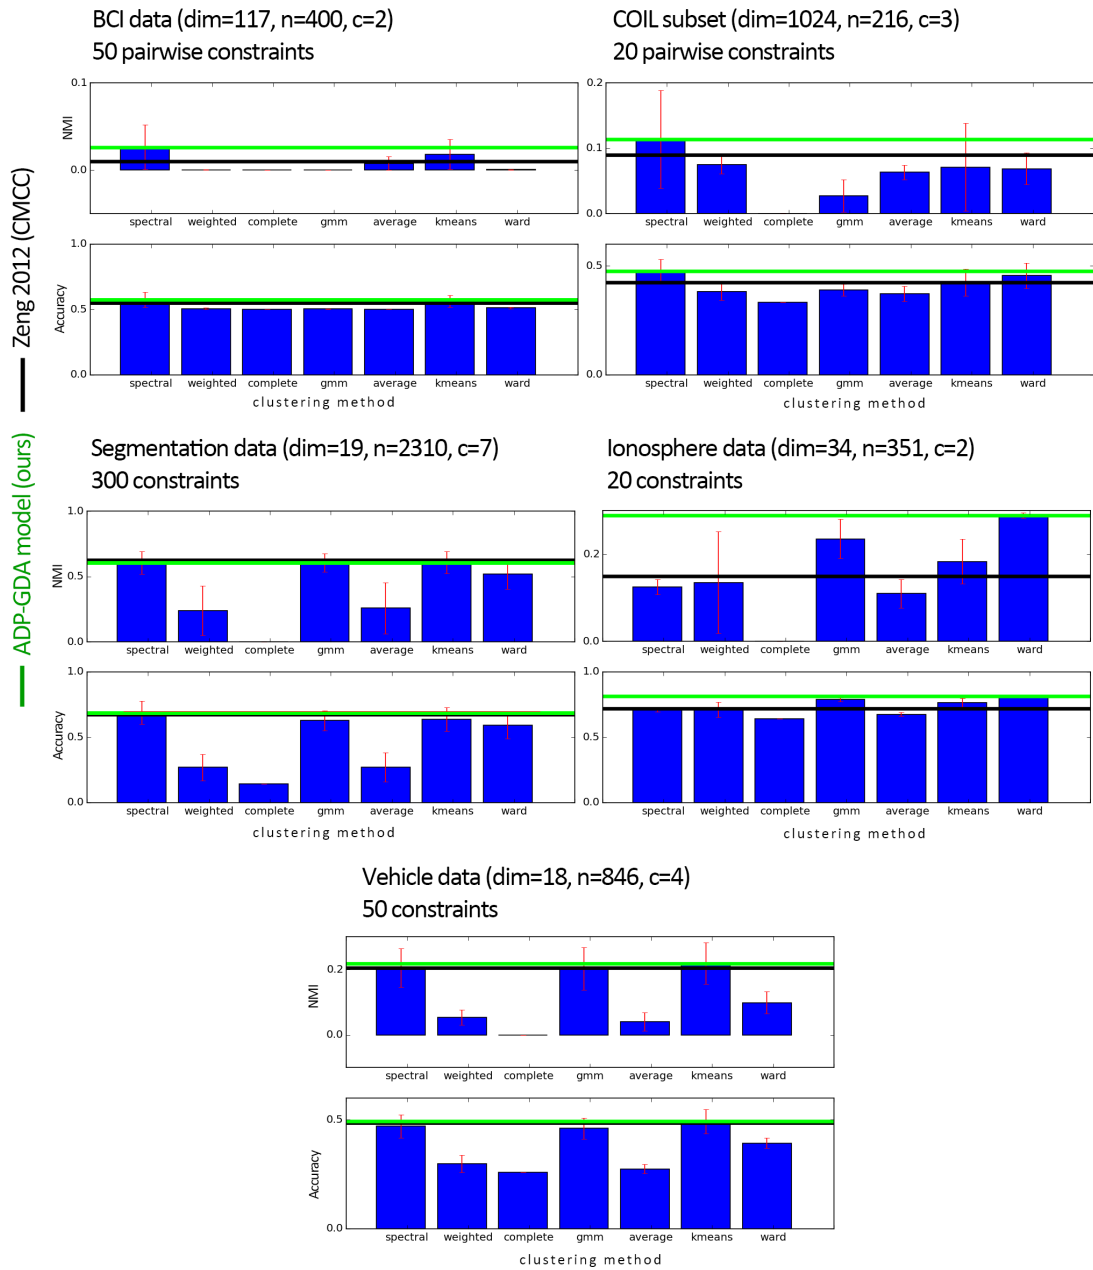 Zeng 2012 (CMCC)
ADP-GDA model (ours)
BCI data (dim=117, n=400, c=2)
50 pairwise constraints
0.1
0.0
NMI
spectral weighted complete gmm average kmeans ward
1.0
0.5
0.0
Accuracy
spectral weighted complete gmm average kmeans ward
clustering method
COIL subset (dim=1024, n=216, c=3)
20 pairwise constraints
0.2
0.1
0.0
spectral weighted complete gmm average kmeans ward
0.5
0.0
spectral weighted complete gmm average kmeans ward
clustering method
Segmentation data (dim=19, n=2310, c=7)
300 constraints
1.0
0.5
0.0
NMI
spectral weighted complete gmm average kmeans ward
1.0
0.5
0.0
Accuracy
spectral weighted complete gmm average kmeans ward
clustering method
Ionosphere data (dim=34, n=351, c=2)
20 constraints
0.2
0.0
spectral weighted complete gmm average kmeans ward
1.0
0.5
0.0
spectral weighted complete gmm average kmeans ward
clustering method
Vehicle data (dim=18, n=846, c=4)
50 constraints
0.2
0.0
NMI
spectral weighted complete gmm average kmeans ward
0.5
0.0
Accuracy
spectral weighted complete gmm average kmeans ward
clustering method